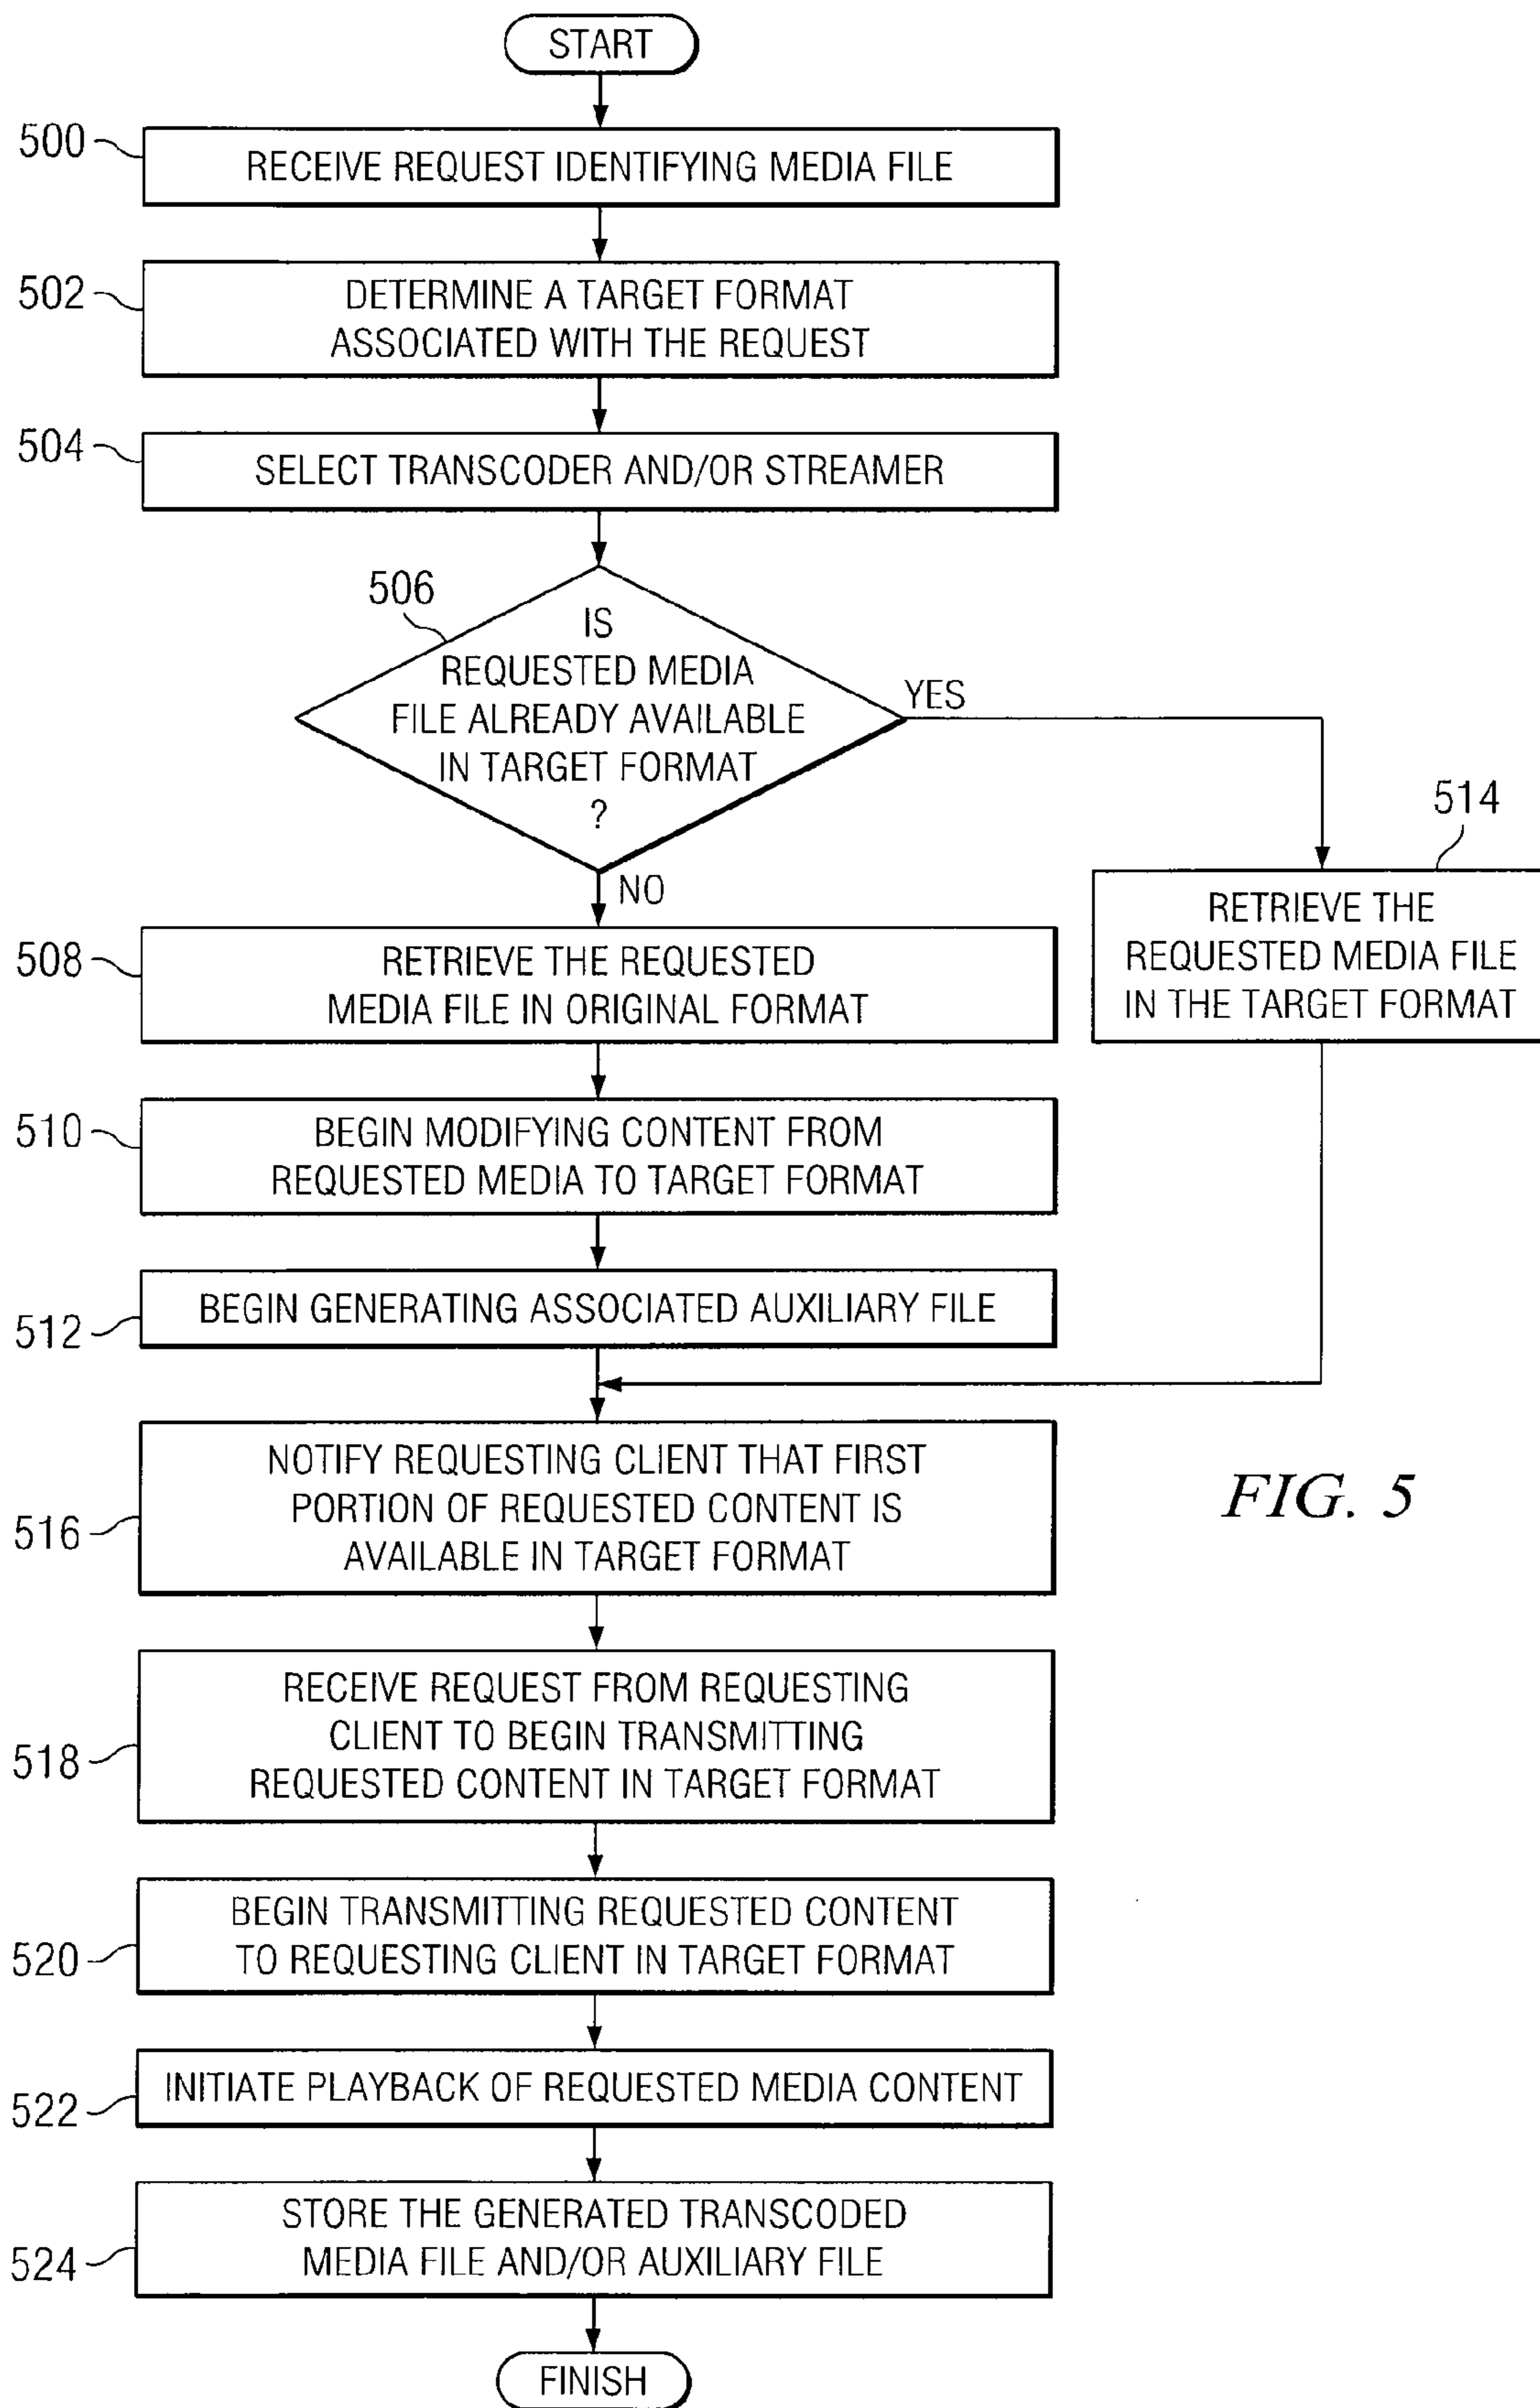 START
500
RECEIVE REQUEST IDENTIFYING MEDIA FILE
502
DETERMINE A TARGET FORMAT
ASSOCIATED WITH THE REQUEST
504
SELECT TRANSCODER AND/OR STREAMER
506
IS
REQUESTED MEDIA
FILE ALREADY AVAILABLE
IN TARGET FORMAT
?
YES
NO
514
RETRIEVE THE
REQUESTED MEDIA FILE
IN THE TARGET FORMAT
508
RETRIEVE THE REQUESTED
MEDIA FILE IN ORIGINAL FORMAT
510
BEGIN MODIFYING CONTENT FROM
REQUESTED MEDIA TO TARGET FORMAT
512
BEGIN GENERATING ASSOCIATED AUXILIARY FILE
516
NOTIFY REQUESTING CLIENT THAT FIRST
PORTION OF REQUESTED CONTENT IS
AVAILABLE IN TARGET FORMAT
FIG. 5
518
RECEIVE REQUEST FROM REQUESTING
CLIENT TO BEGIN TRANSMITTING
REQUESTED CONTENT IN TARGET FORMAT
520
BEGIN TRANSMITTING REQUESTED CONTENT
TO REQUESTING CLIENT IN TARGET FORMAT
522
INITIATE PLAYBACK OF REQUESTED MEDIA CONTENT
524
STORE THE GENERATED TRANSCODED
MEDIA FILE AND/OR AUXILIARY FILE
FINISH